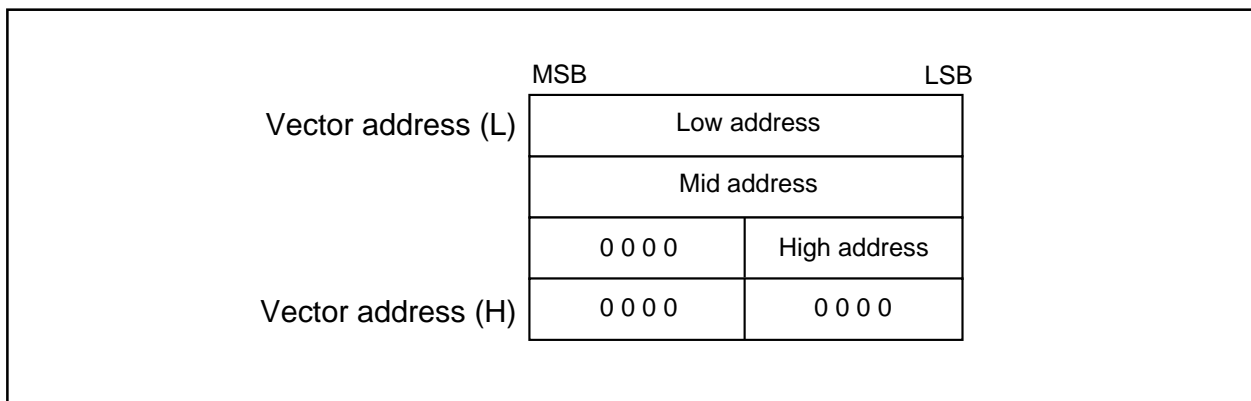 MSB LSB
Vector address (L) Low address
Mid address
0 0 0 0 High address
Vector address (H) 0 0 0 0 0 0 0 0